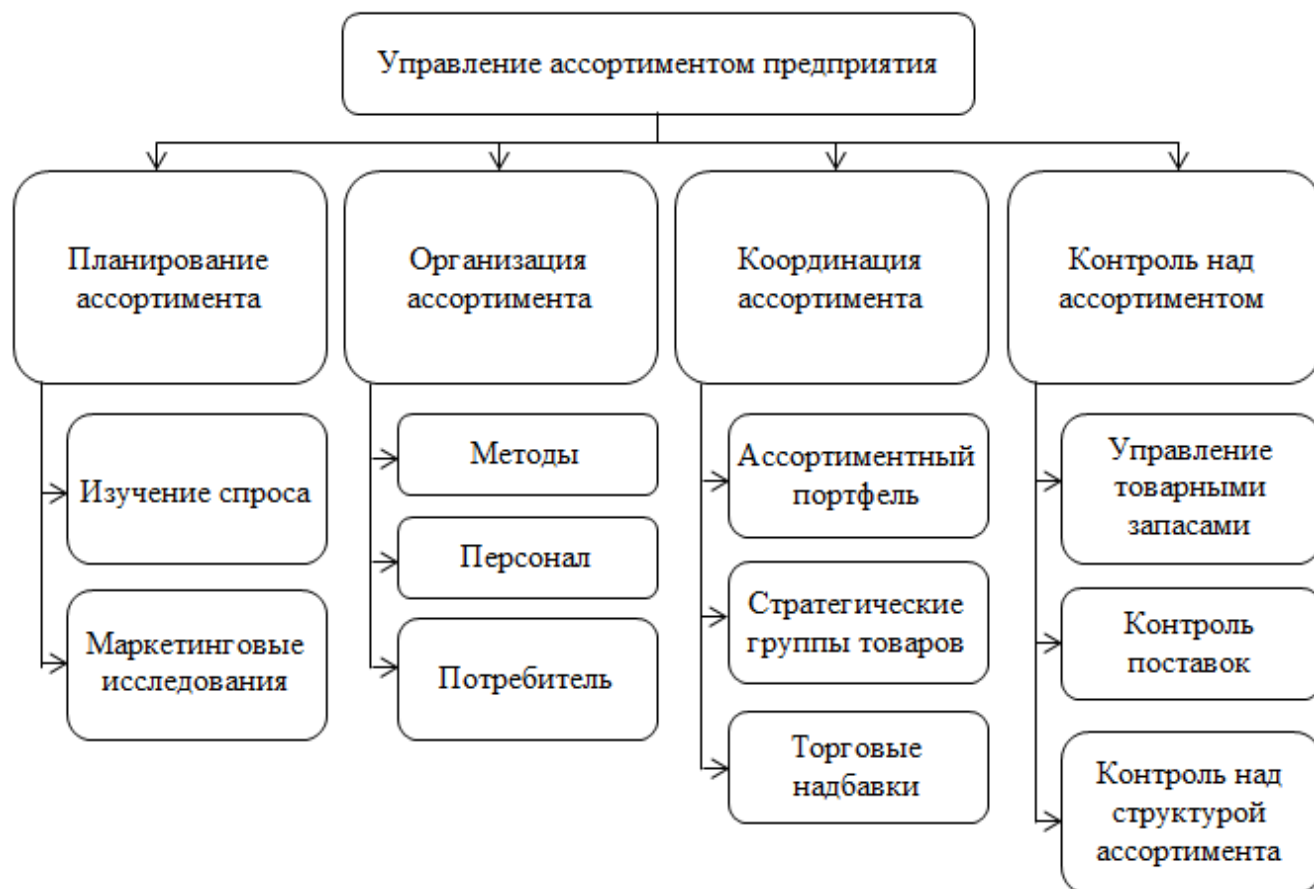 Управление ассортиментом предприятия
Планирование
ассортимента
Организация
ассортимента
Координация
ассортимента
Контроль над
ассортиментом
Изучение спроса
Маркетинговые
исследования
Методы
Персонал
Потребитель
Ассортиментный
портфель
Стратегические
группы товаров
Торговые
надбавки
Управление
товарными
запасами
Контроль
поставок
Контроль над
структурой
ассортимента